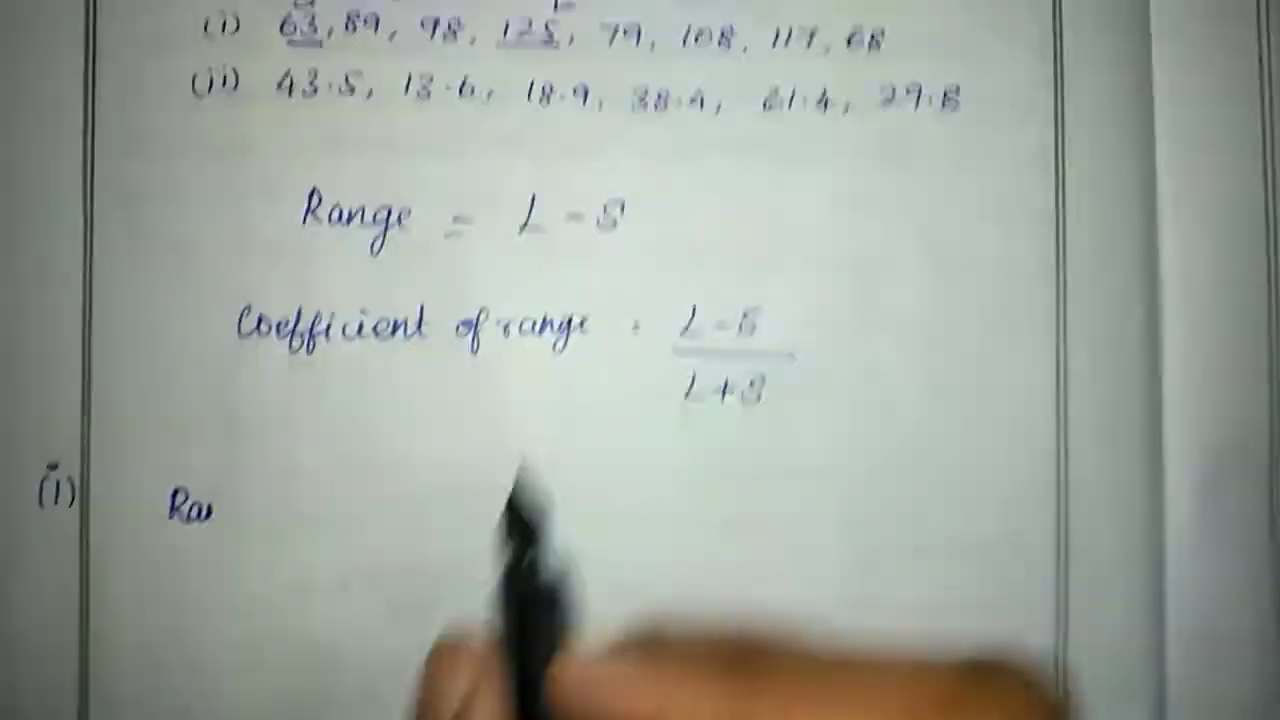 (i) 63, 89, 98, 125, 79, 108, 117, 68
(ii) 43.5, 13.6, 18.9, 38.4, 61.4, 29.8
Range = L - S
Coefficient of range = L - S
L + S
(i) Ran